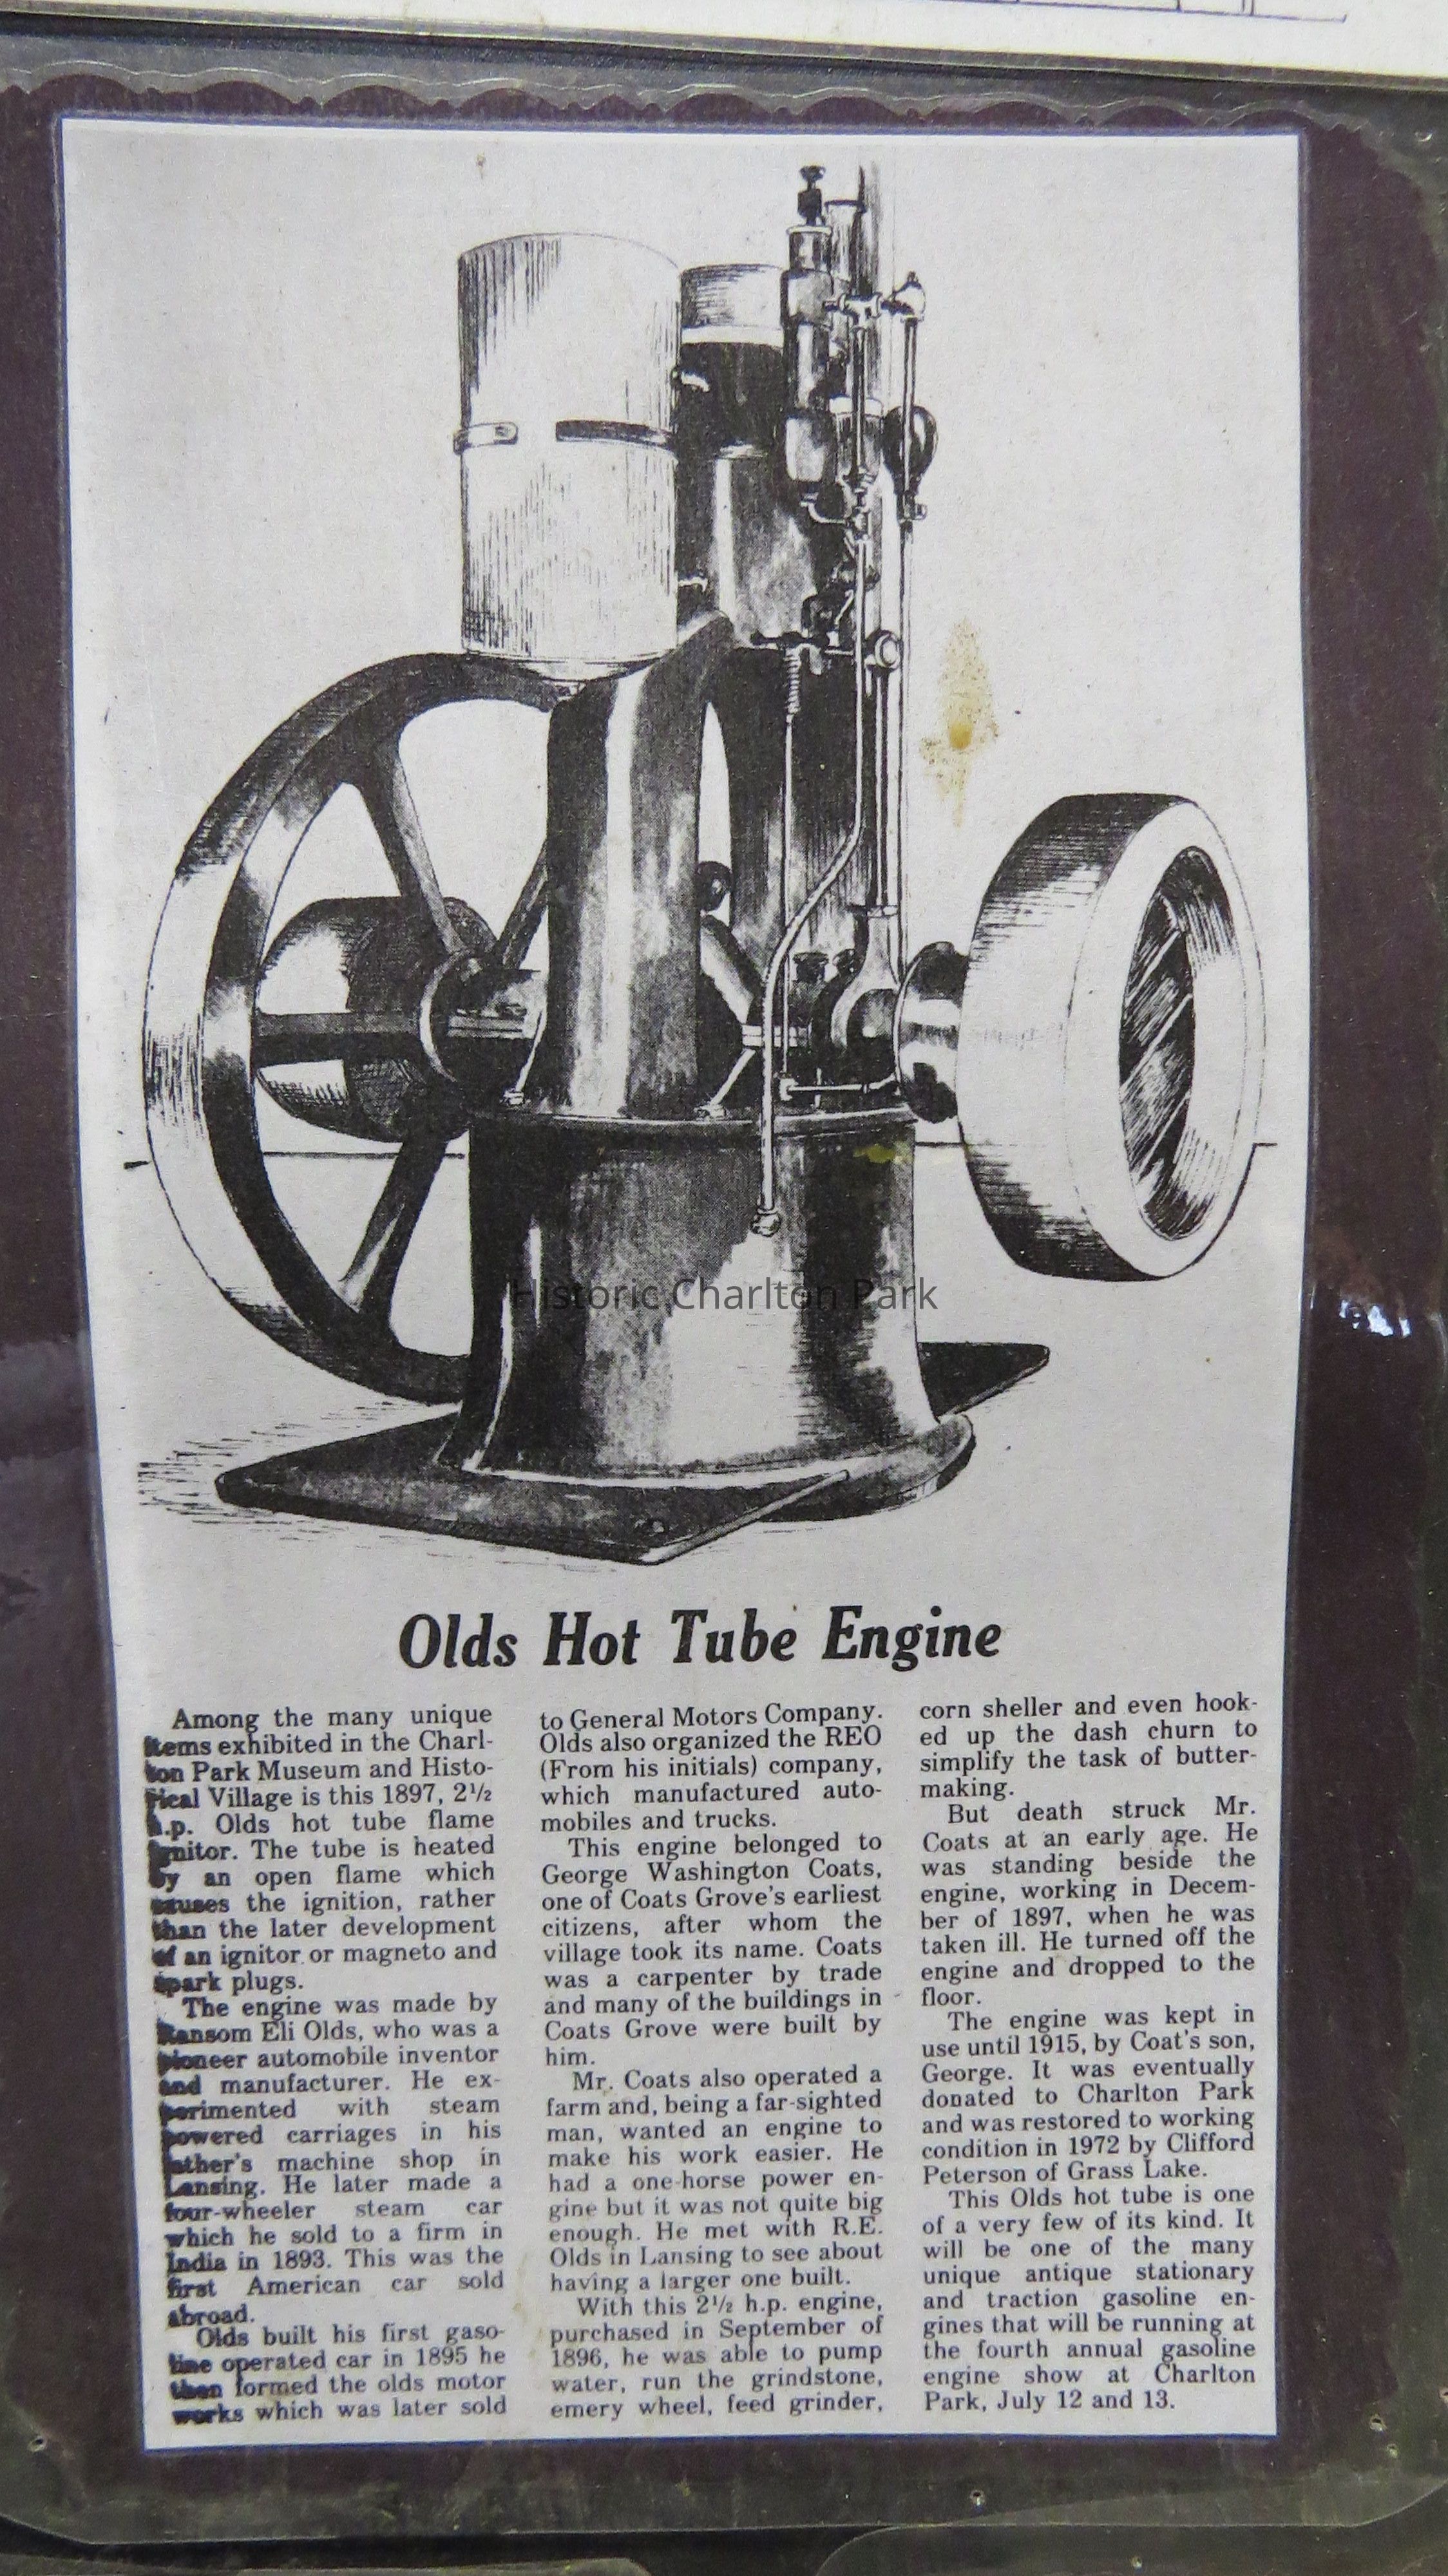 Historic Charlton Park
Olds Hot Tube Engine
Among the many unique
items exhibited in the Charl-
ton Park Museum and Histo-
rical Village is this 1897, 2½
h.p. Olds hot tube flame
ignitor. The tube is heated
by an open flame which
causes the ignition, rather
than the later development
of an ignitor or magneto and
spark plugs.
The engine was made by
Ransom Eli Olds, who was a
pioneer automobile inventor
and manufacturer. He ex-
perimented with steam
powered carriages in his
father's machine shop in
Lansing. He later made a
four-wheeler steam car
which he sold to a firm in
India in 1893. This was the
first American car sold
abroad.
Olds built his first gaso-
line operated car in 1895 he
then formed the olds motor
works which was later sold
to General Motors Company.
Olds also organized the REO
(From his initials) company,
which manufactured auto-
mobiles and trucks.
This engine belonged to
George Washington Coats,
one of Coats Grove's earliest
citizens, after whom the
village took its name. Coats
was a carpenter by trade
and many of the buildings in
Coats Grove were built by
him.
Mr. Coats also operated a
farm and, being a far-sighted
man, wanted an engine to
make his work easier. He
had a one-horse power en-
gine but it was not quite big
enough. He met with R.E.
Olds in Lansing to see about
having a larger one built.
With this 2½ h.p. engine,
purchased in September of
1896, he was able to pump
water, run the grindstone,
emery wheel, feed grinder,
corn sheller and even hook-
ed up the dash churn to
simplify the task of butter-
making.
But death struck Mr.
Coats at an early age. He
was standing beside the
engine, working in Decem-
ber of 1897, when he was
taken ill. He turned off the
engine and dropped to the
floor.
The engine was kept in
use until 1915, by Coat's son,
George. It was eventually
donated to Charlton Park
and was restored to working
condition in 1972 by Clifford
Peterson of Grass Lake.
This Olds hot tube is one
of a very few of its kind. It
will be one of the many
unique antique stationary
and traction gasoline en-
gines that will be running at
the fourth annual gasoline
engine show at Charlton
Park, July 12 and 13.